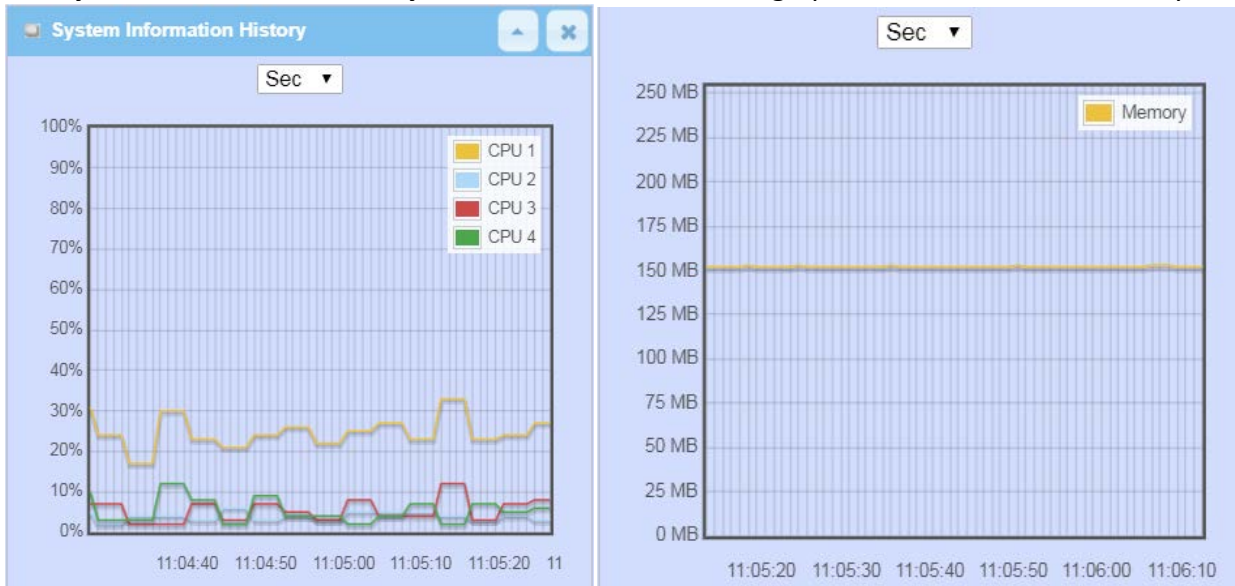 System Information History
Sec
100%
90%
80%
70%
60%
50%
40%
30%
20%
10%
0%
CPU 1
CPU 2
CPU 3
CPU 4
11:04:40 11:04:50 11:05:00 11:05:10 11:05:20 11
Sec
250 MB
225 MB
200 MB
175 MB
150 MB
125 MB
100 MB
75 MB
50 MB
25 MB
0 MB
Memory
11:05:20 11:05:30 11:05:40 11:05:50 11:06:00 11:06:10